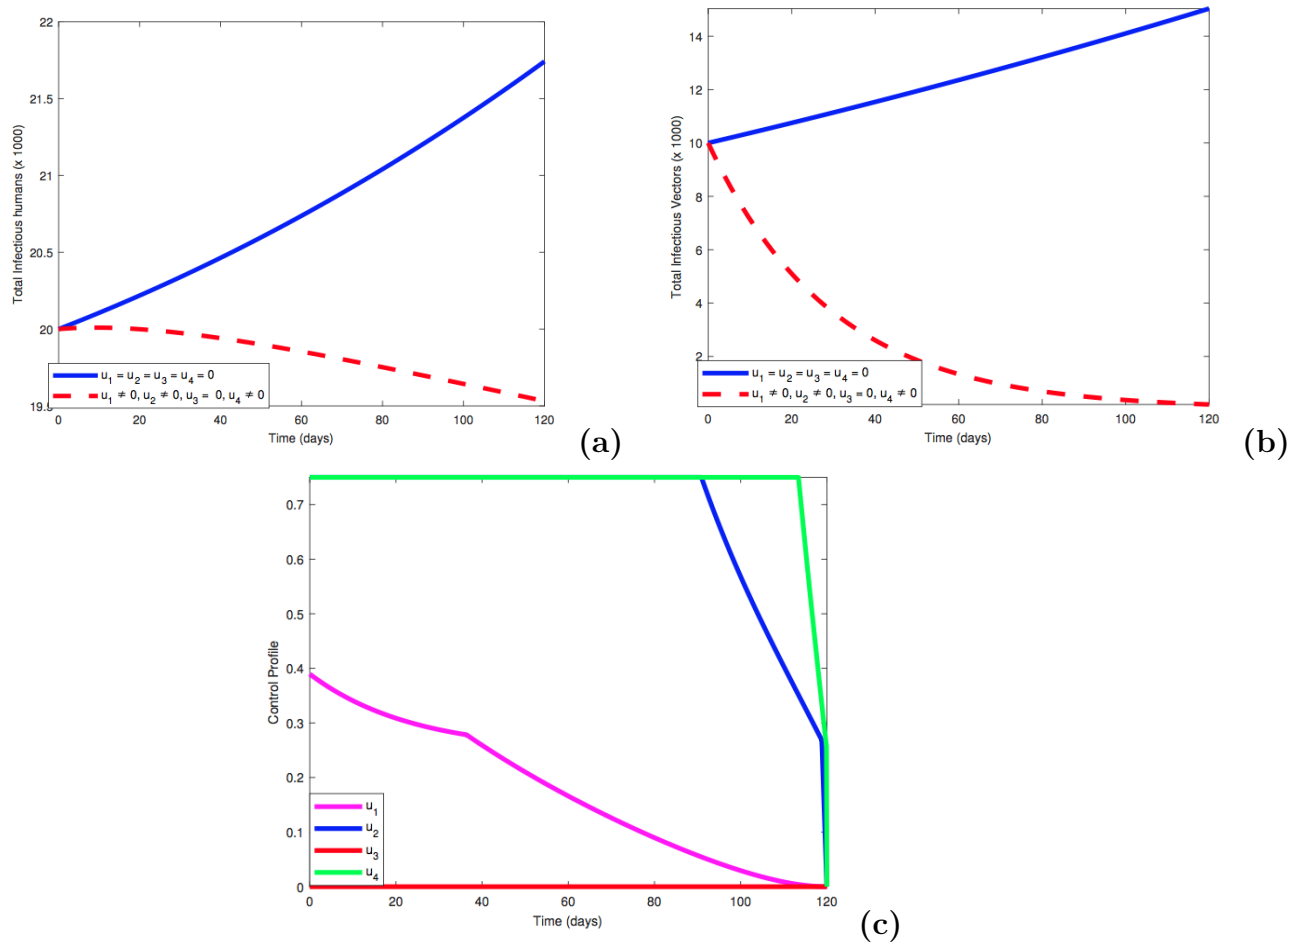 22
21.5
21
20.5
20
19.5
Total Infectious humans (x 1000)
u₁ = u₂ = u₃ = u₄ = 0
u₁ ≠ 0, u₂ ≠ 0, u₃ = 0, u₄ ≠ 0
0 20 40 60 80 100 120
Time (days)
(a)
14
12
10
8
6
4
2
Total Infectious Vectors (x 1000)
u₁ = u₂ = u₃ = u₄ = 0
u₁ ≠ 0, u₂ ≠ 0, u₃ = 0, u₄ ≠ 0
0 20 40 60 80 100 120
Time (days)
(b)
0.7
0.6
0.5
0.4
0.3
0.2
0.1
0
Control Profile
u₁
u₂
u₃
u₄
0 20 40 60 80 100 120
Time (days)
(c)